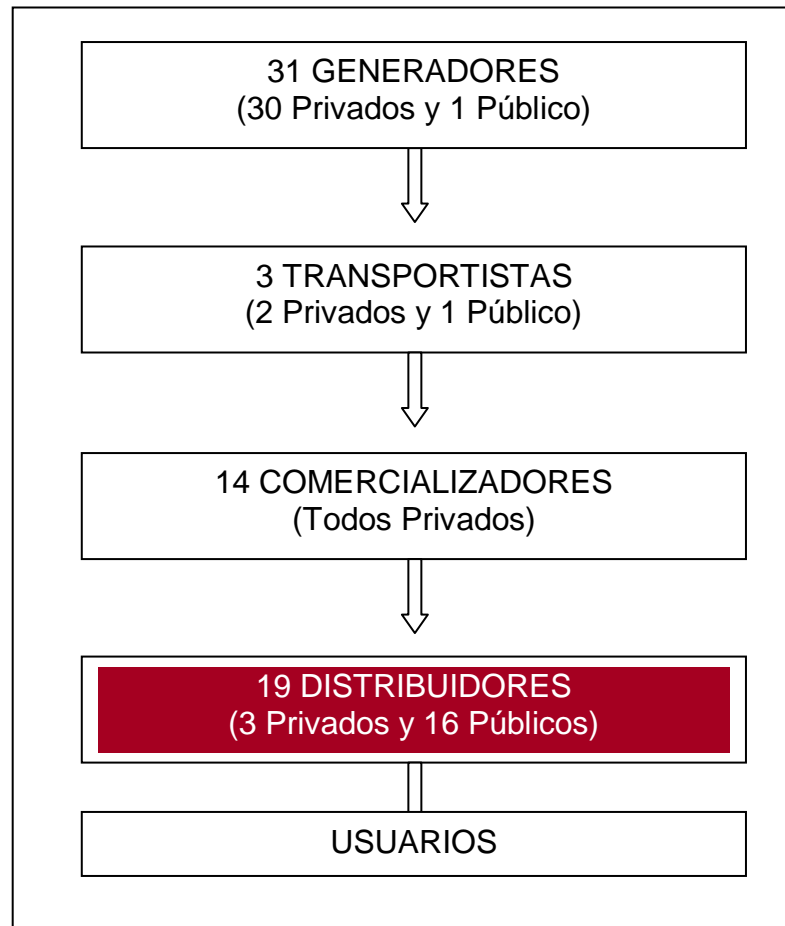 31 GENERADORES
(30 Privados y 1 Público)
3 TRANSPORTISTAS
(2 Privados y 1 Público)
14 COMERCIALIZADORES
(Todos Privados)
19 DISTRIBUIDORES
(3 Privados y 16 Públicos)
USUARIOS